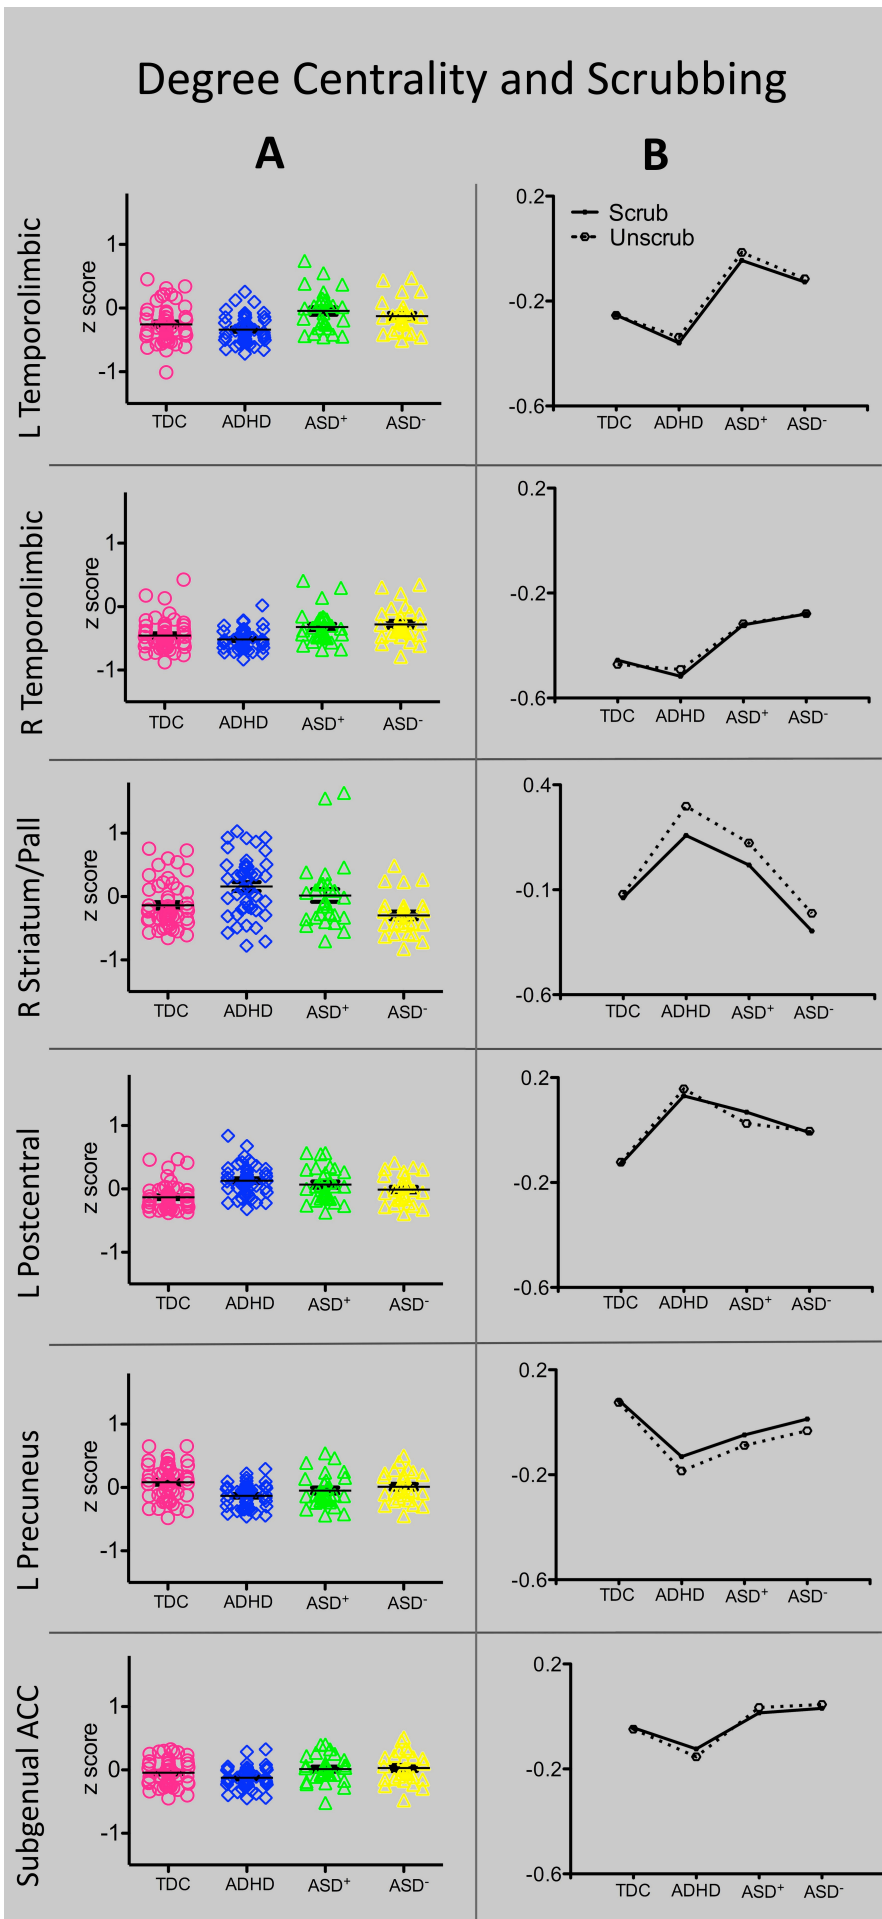 Degree Centrality and Scrubbing
A
B
L Temporolimbic
z score
1
0
-1
TDC ADHD ASD+ ASD-
0.2
-0.2
-0.6
Scrub
Unscrub
TDC ADHD ASD+ ASD-
R Temporolimbic
z score
1
0
-1
TDC ADHD ASD+ ASD-
0.2
-0.2
-0.6
TDC ADHD ASD+ ASD-
R Striatum/Pall
z score
1
0
-1
TDC ADHD ASD+ ASD-
0.4
-0.1
-0.6
TDC ADHD ASD+ ASD-
L Postcentral
z score
1
0
-1
TDC ADHD ASD+ ASD-
0.2
-0.2
-0.6
TDC ADHD ASD+ ASD-
L Precuneus
z score
1
0
-1
TDC ADHD ASD+ ASD-
0.2
-0.2
-0.6
TDC ADHD ASD+ ASD-
Subgenual ACC
z score
1
0
-1
TDC ADHD ASD+ ASD-
0.2
-0.2
-0.6
TDC ADHD ASD+ ASD-